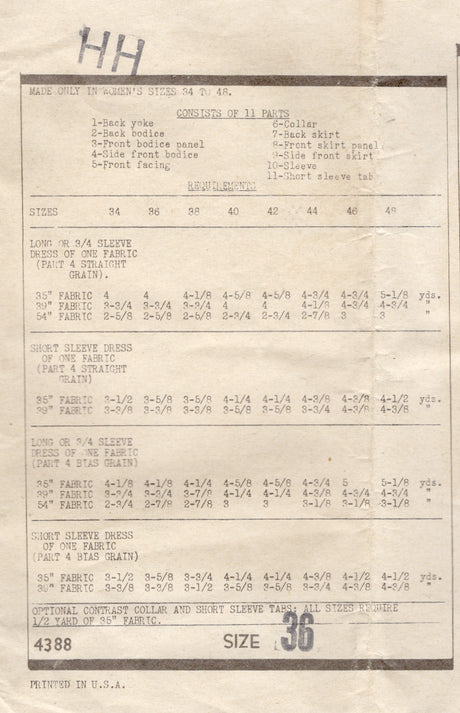 HH
MADE ONLY IN WOMEN'S SIZES 34 TO 48.
CONSISTS OF 11 PARTS
1-Back yoke 6-Collar
2-Back bodice 7-Back skirt
3-Front bodice panel 8-Front skirt panel
4-Side front bodice 9-Side front skirt
5-Front facing 10-Sleeve
11-Short sleeve tab
REQUIREMENTS
SIZES 34 36 38 40 42 44 46 48
LONG OR 3/4 SLEEVE
DRESS OF ONE FABRIC
(PART 4 STRAIGHT
GRAIN).
35" FABRIC 4 4 4-1/8 4-5/8 4-5/8 4-3/4 4-3/4 5-1/8 yds.
39" FABRIC 3-3/4 3-3/4 3-3/4 4 4 4-1/8 4-3/4 4-3/4 "
54" FABRIC 2-5/8 2-5/8 2-5/8 2-3/4 2-3/4 2-7/8 3 3 "
SHORT SLEEVE DRESS
OF ONE FABRIC
(PART 4 STRAIGHT
GRAIN)
35" FABRIC 3-1/2 3-5/8 3-5/8 4-1/4 4-1/4 4-3/8 4-3/8 4-1/2 yds.
39" FABRIC 3-3/8 3-3/8 3-3/8 3-5/8 3-5/8 3-3/4 4-3/8 4-3/8 "
LONG OR 3/4 SLEEVE
DRESS OF ONE FABRIC
(PART 4 BIAS GRAIN)
35" FABRIC 4-1/8 4-1/8 4-1/4 4-5/8 4-5/8 4-3/4 5 5-1/8 yds.
39" FABRIC 3-3/4 3-3/4 3-7/8 4-1/4 4-1/4 4-3/8 4-3/4 4-3/4 "
54" FABRIC 2-3/4 2-7/8 2-7/8 3 3 3-1/8 3-1/8 3-1/8 "
SHORT SLEEVE DRESS
OF ONE FABRIC
(PART 4 BIAS GRAIN)
35" FABRIC 3-1/2 3-5/8 3-3/4 4-1/4 4-1/4 4-3/8 4-1/2 4-1/2 yds.
39" FABRIC 3-3/8 3-3/8 3-1/2 3-5/8 3-5/8 3-3/4 4-3/8 4-3/8 "
OPTIONAL CONTRAST COLLAR AND SHORT SLEEVE TABS; ALL SIZES REQUIRE
1/2 YARD OF 35" FABRIC.
4388 SIZE 36
PRINTED IN U.S.A.